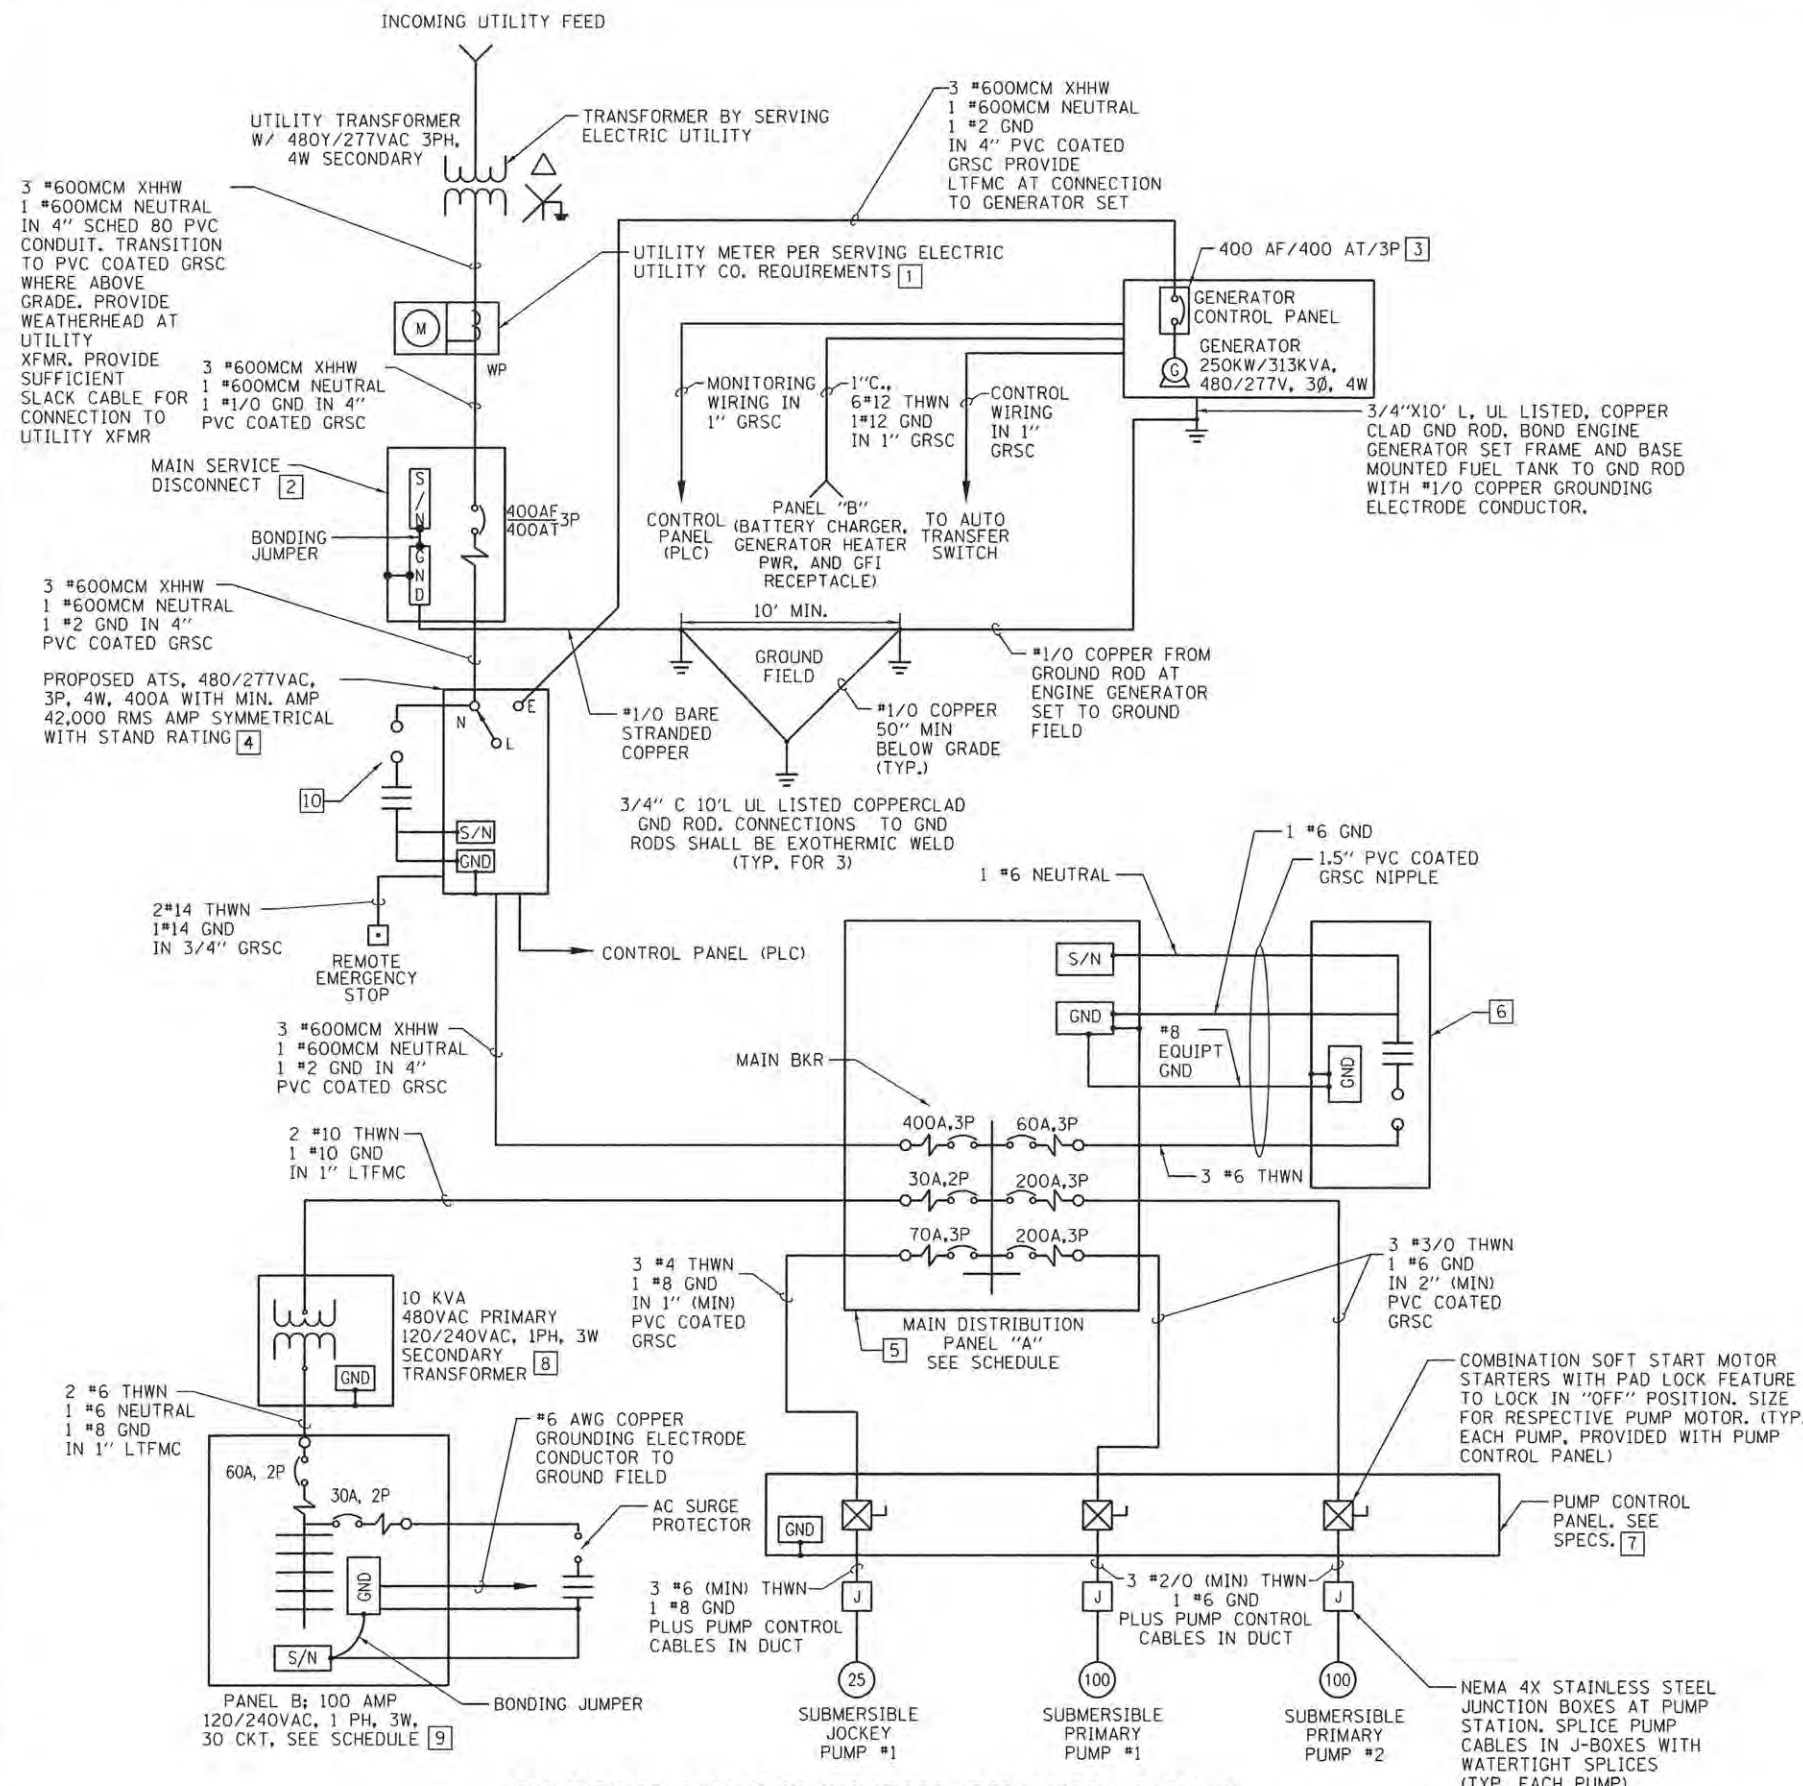 INCOMING UTILITY FEED
UTILITY TRANSFORMER
W/ 480Y/277VAC 3PH,
4W SECONDARY
TRANSFORMER BY SERVING
ELECTRIC UTILITY
3 #600MCM XHHW
1 #600MCM NEUTRAL
1 #2 GND
IN 4" PVC COATED
GRSC PROVIDE
LTFMC AT CONNECTION
TO GENERATOR SET
3 #600MCM XHHW
1 #600MCM NEUTRAL
IN 4" SCHED 80 PVC
CONDUIT. TRANSITION
TO PVC COATED GRSC
WHERE ABOVE
GRADE. PROVIDE
WEATHERHEAD AT
UTILITY
XFMR. PROVIDE
SUFFICIENT
SLACK CABLE FOR
CONNECTION TO
UTILITY XFMR
UTILITY METER PER SERVING ELECTRIC
UTILITY CO. REQUIREMENTS 1
M
WP
400 AF/400 AT/3P 3
GENERATOR
CONTROL PANEL
GENERATOR
250KW/313KVA,
480/277V, 3Ø, 4W
G
3 #600MCM XHHW
1 #600MCM NEUTRAL
1 #1/0 GND IN 4"
PVC COATED GRSC
MONITORING
WIRING IN
1" GRSC
1"C.,
6#12 THWN
1#12 GND
IN 1" GRSC
CONTROL
WIRING
IN 1"
GRSC
3/4"X10' L, UL LISTED, COPPER
CLAD GND ROD. BOND ENGINE
GENERATOR SET FRAME AND BASE
MOUNTED FUEL TANK TO GND ROD
WITH #1/0 COPPER GROUNDING
ELECTRODE CONDUCTOR.
MAIN SERVICE
DISCONNECT 2
S/N
400AF
400AT
3P
BONDING
JUMPER
GND
CONTROL
PANEL
(PLC)
PANEL "B"
(BATTERY CHARGER,
GENERATOR HEATER
PWR, AND GFI
RECEPTACLE)
TO AUTO
TRANSFER
SWITCH
3 #600MCM XHHW
1 #600MCM NEUTRAL
1 #2 GND IN 4"
PVC COATED GRSC
10' MIN.
GROUND
FIELD
#1/0 COPPER FROM
GROUND ROD AT
ENGINE GENERATOR
SET TO GROUND
FIELD
PROPOSED ATS, 480/277VAC,
3P, 4W, 400A WITH MIN. AMP
42,000 RMS AMP SYMMETRICAL
WITH STAND RATING 4
N
E
L
#1/0 BARE
STRANDED
COPPER
#1/0 COPPER
50" MIN
BELOW GRADE
(TYP.)
10
3/4" C 10'L UL LISTED COPPERCLAD
GND ROD. CONNECTIONS TO GND
RODS SHALL BE EXOTHERMIC WELD
(TYP. FOR 3)
S/N
GND
2#14 THWN
1#14 GND
IN 3/4" GRSC
REMOTE
EMERGENCY
STOP
CONTROL PANEL (PLC)
1 #6 NEUTRAL
1 #6 GND
1.5" PVC COATED
GRSC NIPPLE
S/N
GND
#8
EQUIPT
GND
GND
6
3 #600MCM XHHW
1 #600MCM NEUTRAL
1 #2 GND IN 4"
PVC COATED GRSC
MAIN BKR
400A,3P
60A,3P
30A,2P
200A,3P
70A,3P
200A,3P
3 #6 THWN
2 #10 THWN
1 #10 GND
IN 1" LTFMC
3 #4 THWN
1 #8 GND
IN 1" (MIN)
PVC COATED
GRSC
3 #3/0 THWN
1 #6 GND
IN 2" (MIN)
PVC COATED
GRSC
10 KVA
480VAC PRIMARY
120/240VAC, 1PH, 3W
SECONDARY
TRANSFORMER 8
GND
MAIN DISTRIBUTION
PANEL "A"
SEE SCHEDULE
5
2 #6 THWN
1 #6 NEUTRAL
1 #8 GND
IN 1" LTFMC
#6 AWG COPPER
GROUNDING ELECTRODE
CONDUCTOR TO
GROUND FIELD
COMBINATION SOFT START MOTOR
STARTERS WITH PAD LOCK FEATURE
TO LOCK IN "OFF" POSITION. SIZE
FOR RESPECTIVE PUMP MOTOR. (TYP.
EACH PUMP, PROVIDED WITH PUMP
CONTROL PANEL)
60A, 2P
30A, 2P
AC SURGE
PROTECTOR
GND
PUMP CONTROL
PANEL. SEE
SPECS. 7
GND
S/N
3 #6 (MIN) THWN
1 #8 GND
PLUS PUMP CONTROL
CABLES IN DUCT
J
J
J
3 #2/0 (MIN) THWN
1 #6 GND
PLUS PUMP CONTROL
CABLES IN DUCT
PANEL B; 100 AMP
120/240VAC, 1 PH, 3W,
30 CKT, SEE SCHEDULE 9
BONDING JUMPER
25
SUBMERSIBLE
JOCKEY
PUMP #1
100
SUBMERSIBLE
PRIMARY
PUMP #1
100
SUBMERSIBLE
PRIMARY
PUMP #2
NEMA 4X STAINLESS STEEL
JUNCTION BOXES AT PUMP
STATION. SPLICE PUMP
CABLES IN J-BOXES WITH
WATERTIGHT SPLICES
(TYP. EACH PUMP)